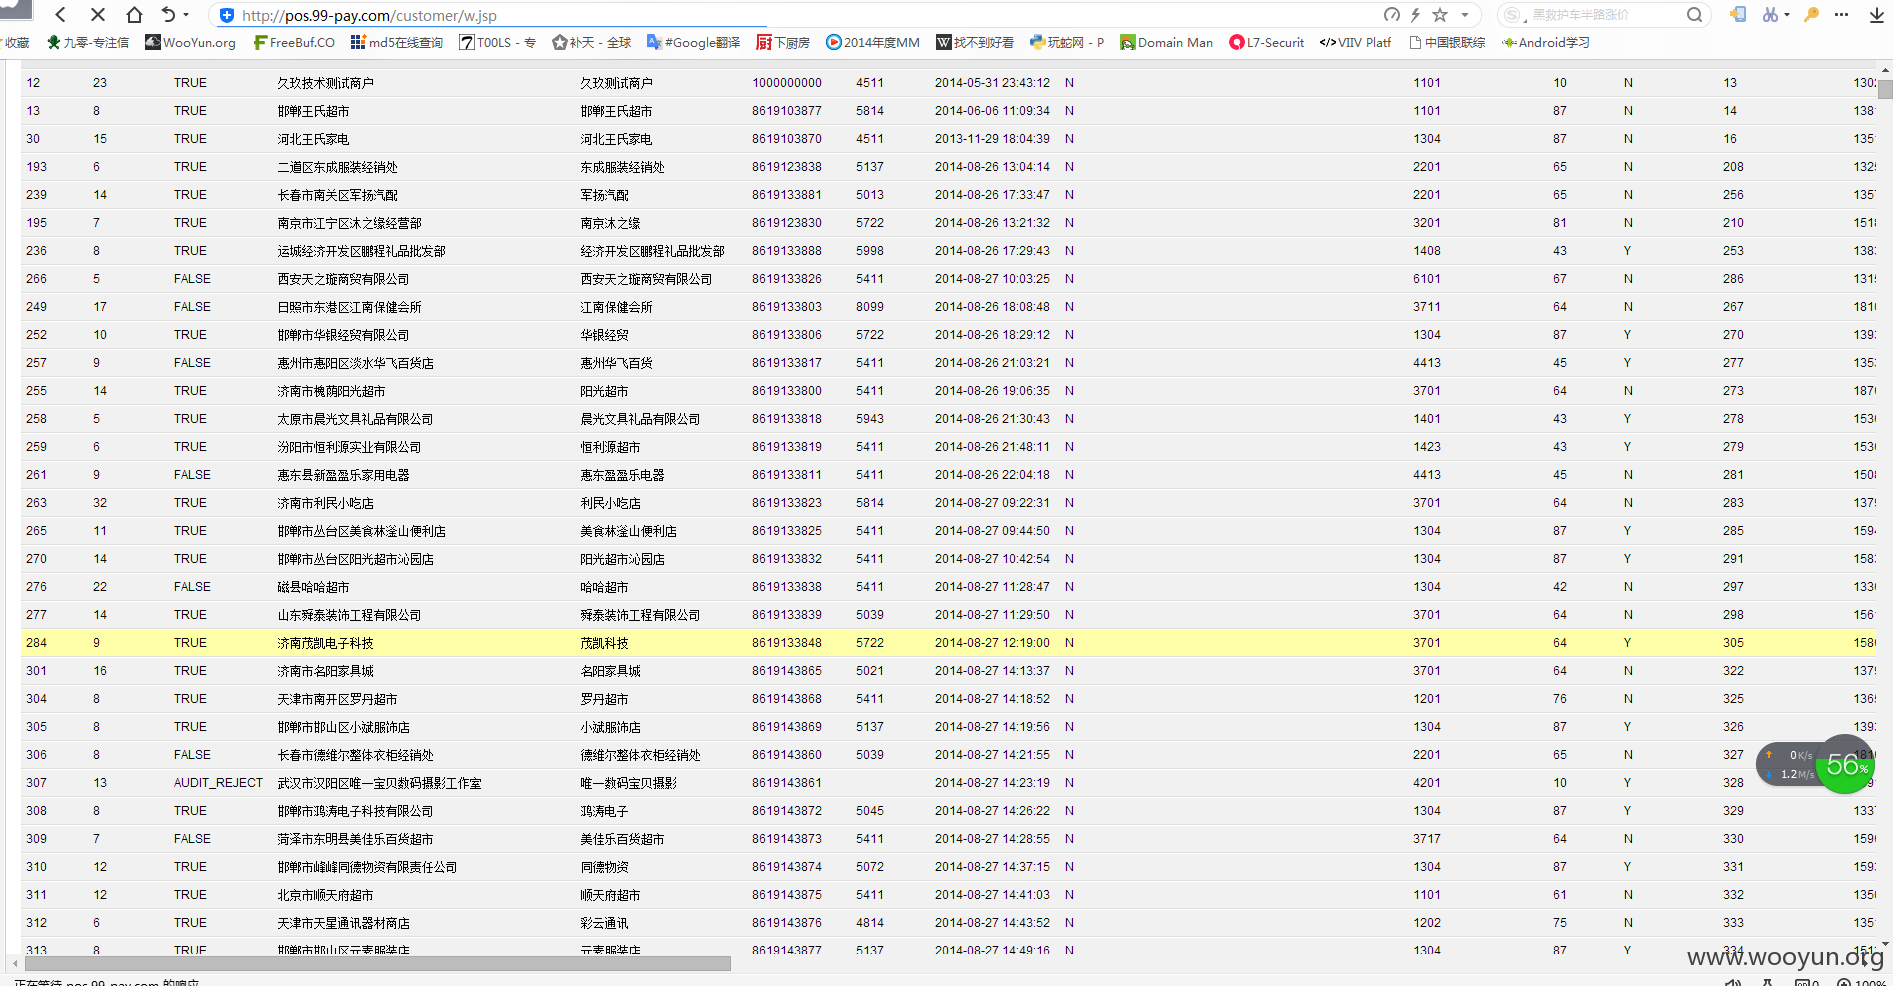 http://pos.99-pay.com/customer/w.jsp 黑救护车半路涨价
收藏 九零-专注信 WooYun.org FreeBuf.CO md5在线查询 T00LS - 专 补天 - 全球 #Google翻译 下厨房 2014年度MM 找不到好看 玩蛇网 - P Domain Man L7-Securit VIIV Platf 中国银联综 Android学习
12 23 TRUE 久玖技术测试商户 久玖测试商户 1000000000 4511 2014-05-31 23:43:12 N 1101 10 N 13 130
13 8 TRUE 邯郸王氏超市 邯郸王氏超市 8619103877 5814 2014-06-06 11:09:34 N 1101 87 N 14 138
30 15 TRUE 河北王氏家电 河北王氏家电 8619103870 4511 2013-11-29 18:04:39 N 1304 87 N 16 135
193 6 TRUE 二道区东成服装经销处 东成服装经销处 8619123838 5137 2014-08-26 13:04:14 N 2201 65 N 208 132
239 14 TRUE 长春市南关区军扬汽配 军扬汽配 8619133881 5013 2014-08-26 17:33:47 N 2201 65 N 256 135
195 7 TRUE 南京市江宁区沐之缘经营部 南京沐之缘 8619123830 5722 2014-08-26 13:21:32 N 3201 81 N 210 151
236 8 TRUE 运城经济开发区鹏程礼品批发部 经济开发区鹏程礼品批发部 8619133888 5998 2014-08-26 17:29:43 N 1408 43 Y 253 138
266 5 FALSE 西安天之璇商贸有限公司 西安天之璇商贸有限公司 8619133826 5411 2014-08-27 10:03:25 N 6101 67 N 286 131
249 17 FALSE 日照市东港区江南保健会所 江南保健会所 8619133803 8099 2014-08-26 18:08:48 N 3711 64 N 267 181
252 10 TRUE 邯郸市华银经贸有限公司 华银经贸 8619133806 5722 2014-08-26 18:29:12 N 1304 87 Y 270 139
257 9 FALSE 惠州市惠阳区淡水华飞百货店 惠州华飞百货 8619133817 5411 2014-08-26 21:03:21 N 4413 45 Y 277 135
255 14 TRUE 济南市槐荫阳光超市 阳光超市 8619133800 5411 2014-08-26 19:06:35 N 3701 64 N 273 187
258 5 TRUE 太原市晨光文具礼品有限公司 晨光文具礼品有限公司 8619133818 5943 2014-08-26 21:30:43 N 1401 43 Y 278 153
259 6 TRUE 汾阳市恒利源实业有限公司 恒利源超市 8619133819 5411 2014-08-26 21:48:11 N 1423 43 Y 279 153
261 9 FALSE 惠东县新盈盈乐家用电器 惠东盈盈乐电器 8619133811 5411 2014-08-26 22:04:18 N 4413 45 N 281 150
263 32 TRUE 济南市利民小吃店 利民小吃店 8619133823 5814 2014-08-27 09:22:31 N 3701 64 N 283 137
265 11 TRUE 邯郸市丛台区美食林滏山便利店 美食林滏山便利店 8619133825 5411 2014-08-27 09:44:50 N 1304 87 Y 285 159
270 14 TRUE 邯郸市丛台区阳光超市沁园店 阳光超市沁园店 8619133832 5411 2014-08-27 10:42:54 N 1304 87 Y 291 158
276 22 FALSE 磁县哈哈超市 哈哈超市 8619133838 5411 2014-08-27 11:28:47 N 1304 42 N 297 133
277 14 TRUE 山东舜泰装饰工程有限公司 舜泰装饰工程有限公司 8619133839 5039 2014-08-27 11:29:50 N 3701 64 N 298 156
284 9 TRUE 济南茂凯电子科技 茂凯科技 8619133848 5722 2014-08-27 12:19:00 N 3701 64 Y 305 158
301 16 TRUE 济南市名阳家具城 名阳家具城 8619143865 5021 2014-08-27 14:13:37 N 3701 64 N 322 137
304 8 TRUE 天津市南开区罗丹超市 罗丹超市 8619143868 5411 2014-08-27 14:18:52 N 1201 76 N 325 136
305 8 TRUE 邯郸市邯山区小斌服饰店 小斌服饰店 8619143869 5137 2014-08-27 14:19:56 N 1304 87 Y 326 139
306 8 FALSE 长春市德维尔整体衣柜经销处 德维尔整体衣柜经销处 8619143860 5039 2014-08-27 14:21:55 N 2201 65 N 327
307 13 AUDIT_REJECT 武汉市汉阳区唯一宝贝数码摄影工作室 唯一数码宝贝摄影 8619143861 2014-08-27 14:23:19 N 4201 10 Y 328
308 8 TRUE 邯郸市鸿涛电子科技有限公司 鸿涛电子 8619143872 5045 2014-08-27 14:26:22 N 1304 87 Y 329 133
309 7 FALSE 菏泽市东明县美佳乐百货超市 美佳乐百货超市 8619143873 5411 2014-08-27 14:28:55 N 3717 64 N 330 159
310 12 TRUE 邯郸市峰峰同德物资有限责任公司 同德物资 8619143874 5072 2014-08-27 14:37:15 N 1304 87 Y 331 159
311 12 TRUE 北京市顺天府超市 顺天府超市 8619143875 5411 2014-08-27 14:41:03 N 1101 61 N 332 135
312 6 TRUE 天津市天星通讯器材商店 彩云通讯 8619143876 4814 2014-08-27 14:43:52 N 1202 75 N 333 135
313 8 TRUE 邯郸市邯山区元素服装店 元素服装店 8619143877 5137 2014-08-27 14:49:16 N 1304 87 Y 334 151
0K/s
1.2M/s
56%
www.wooyun.org
正在等待 pos.99-pay.com 的响应 0 100%